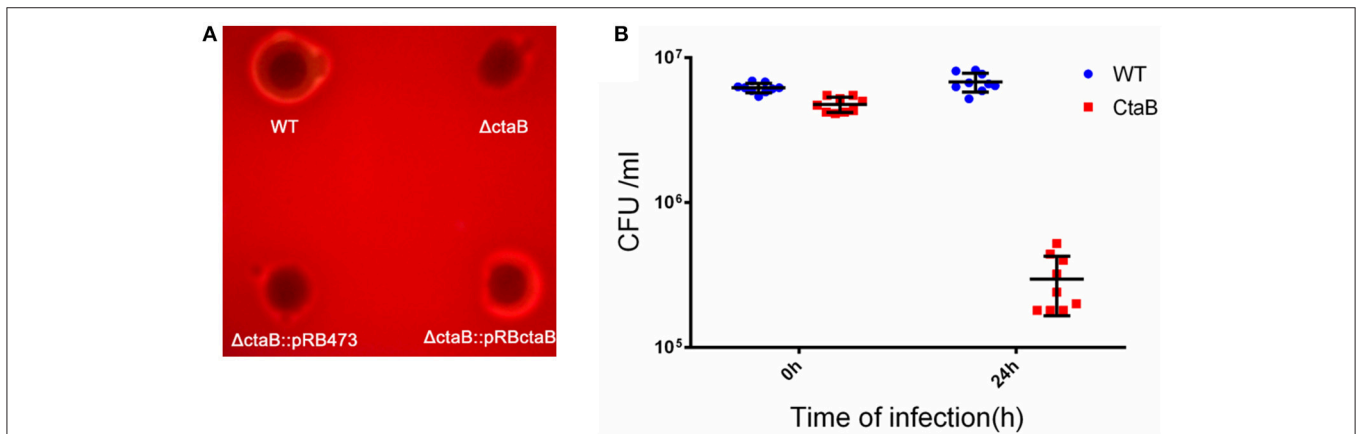 A
WT
ΔctaB
ΔctaB::pRB473
ΔctaB::pRBctaB
B
10⁷
10⁶
10⁵
CFU /ml
0h
24h
Time of infection(h)
WT
CtaB